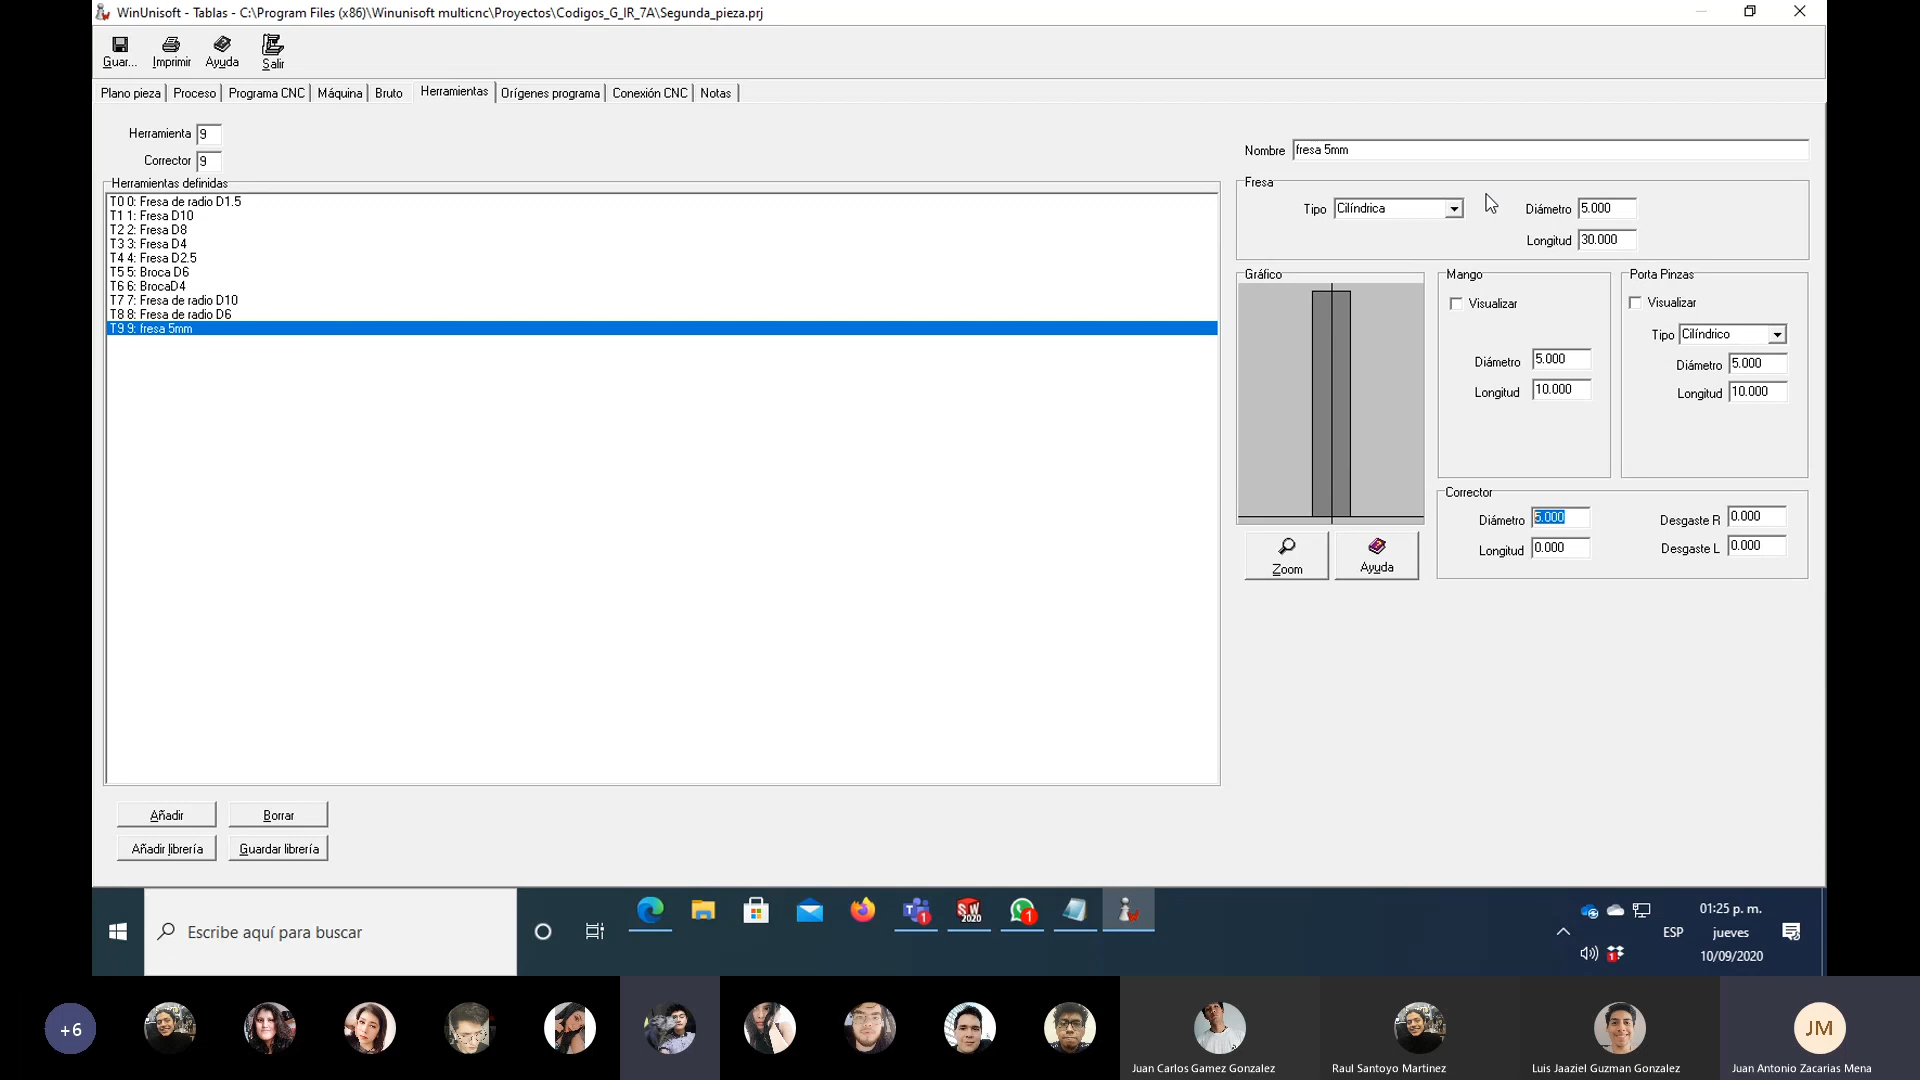 WinUnisoft - Tablas - C:\Program Files (x86)\Winunisoft multicnc\Proyectos\Codigos_G_IR_7A\Segunda_pieza.prj
Guar... Imprimir Ayuda Salir
Plano pieza Proceso Programa CNC Máquina Bruto Herramientas Orígenes programa Conexión CNC Notas
Herramienta 9
Corrector 9
Herramientas definidas
T0 0: Fresa de radio D1.5
T1 1: Fresa D10
T2 2: Fresa D8
T3 3: Fresa D4
T4 4: Fresa D2.5
T5 5: Broca D6
T6 6: BrocaD4
T7 7: Fresa de radio D10
T8 8: Fresa de radio D6
T9 9: fresa 5mm
Añadir Borrar
Añadir librería Guardar librería
Nombre fresa 5mm
Fresa
Tipo Cilíndrica Diámetro 5.000
Longitud 30.000
Gráfico
Zoom Ayuda
Mango
Visualizar
Diámetro 5.000
Longitud 10.000
Porta Pinzas
Visualizar
Tipo Cilíndrico
Diámetro 5.000
Longitud 10.000
Corrector
Diámetro 5.000 Desgaste R 0.000
Longitud 0.000 Desgaste L 0.000
Escribe aquí para buscar
1
SW
2020
1
1
ESP
01:25 p. m.
jueves
10/09/2020
+6
JM
Juan Carlos Gamez Gonzalez Raul Santoyo Martinez Luis Jaaziel Guzman Gonzalez Juan Antonio Zacarias Mena